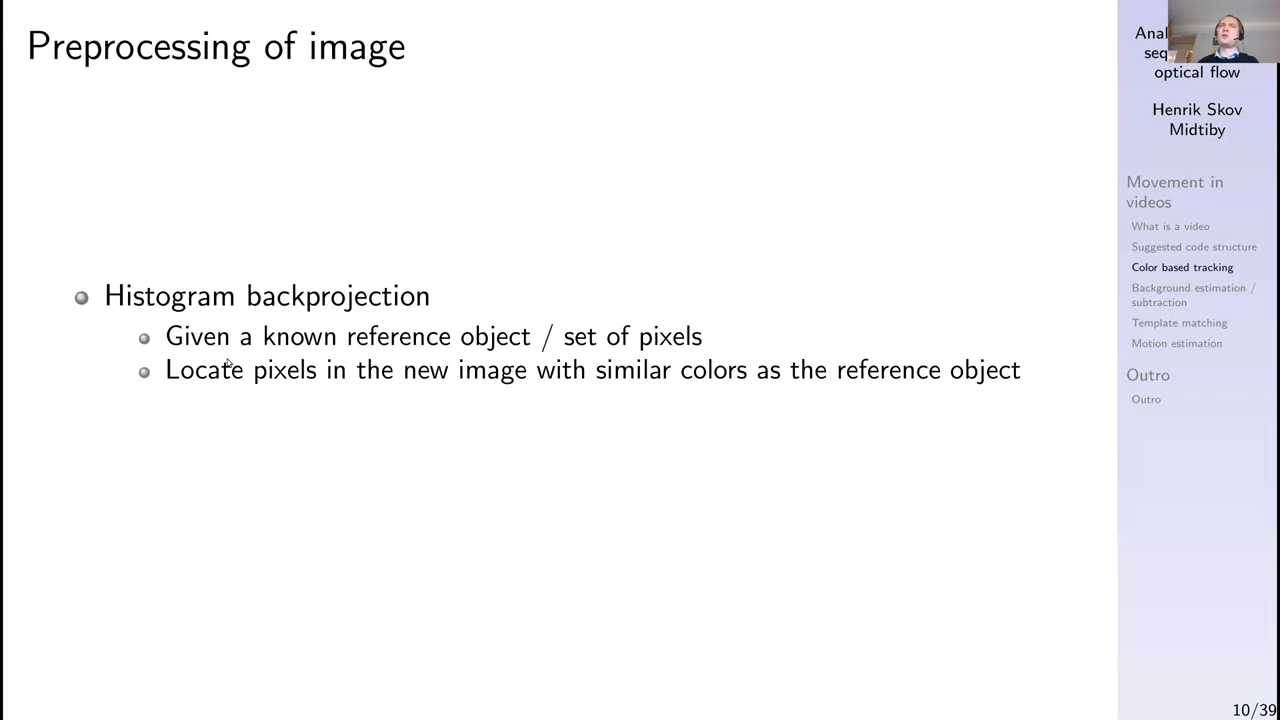 Preprocessing of image
Histogram backprojection
Given a known reference object / set of pixels
Locate pixels in the new image with similar colors as the reference object
optical flow
Henrik Skov
Midtiby
Movement in
videos
What is a video
Suggested code structure
Color based tracking
Background estimation /
subtraction
Template matching
Motion estimation
Outro
Outro
10/39